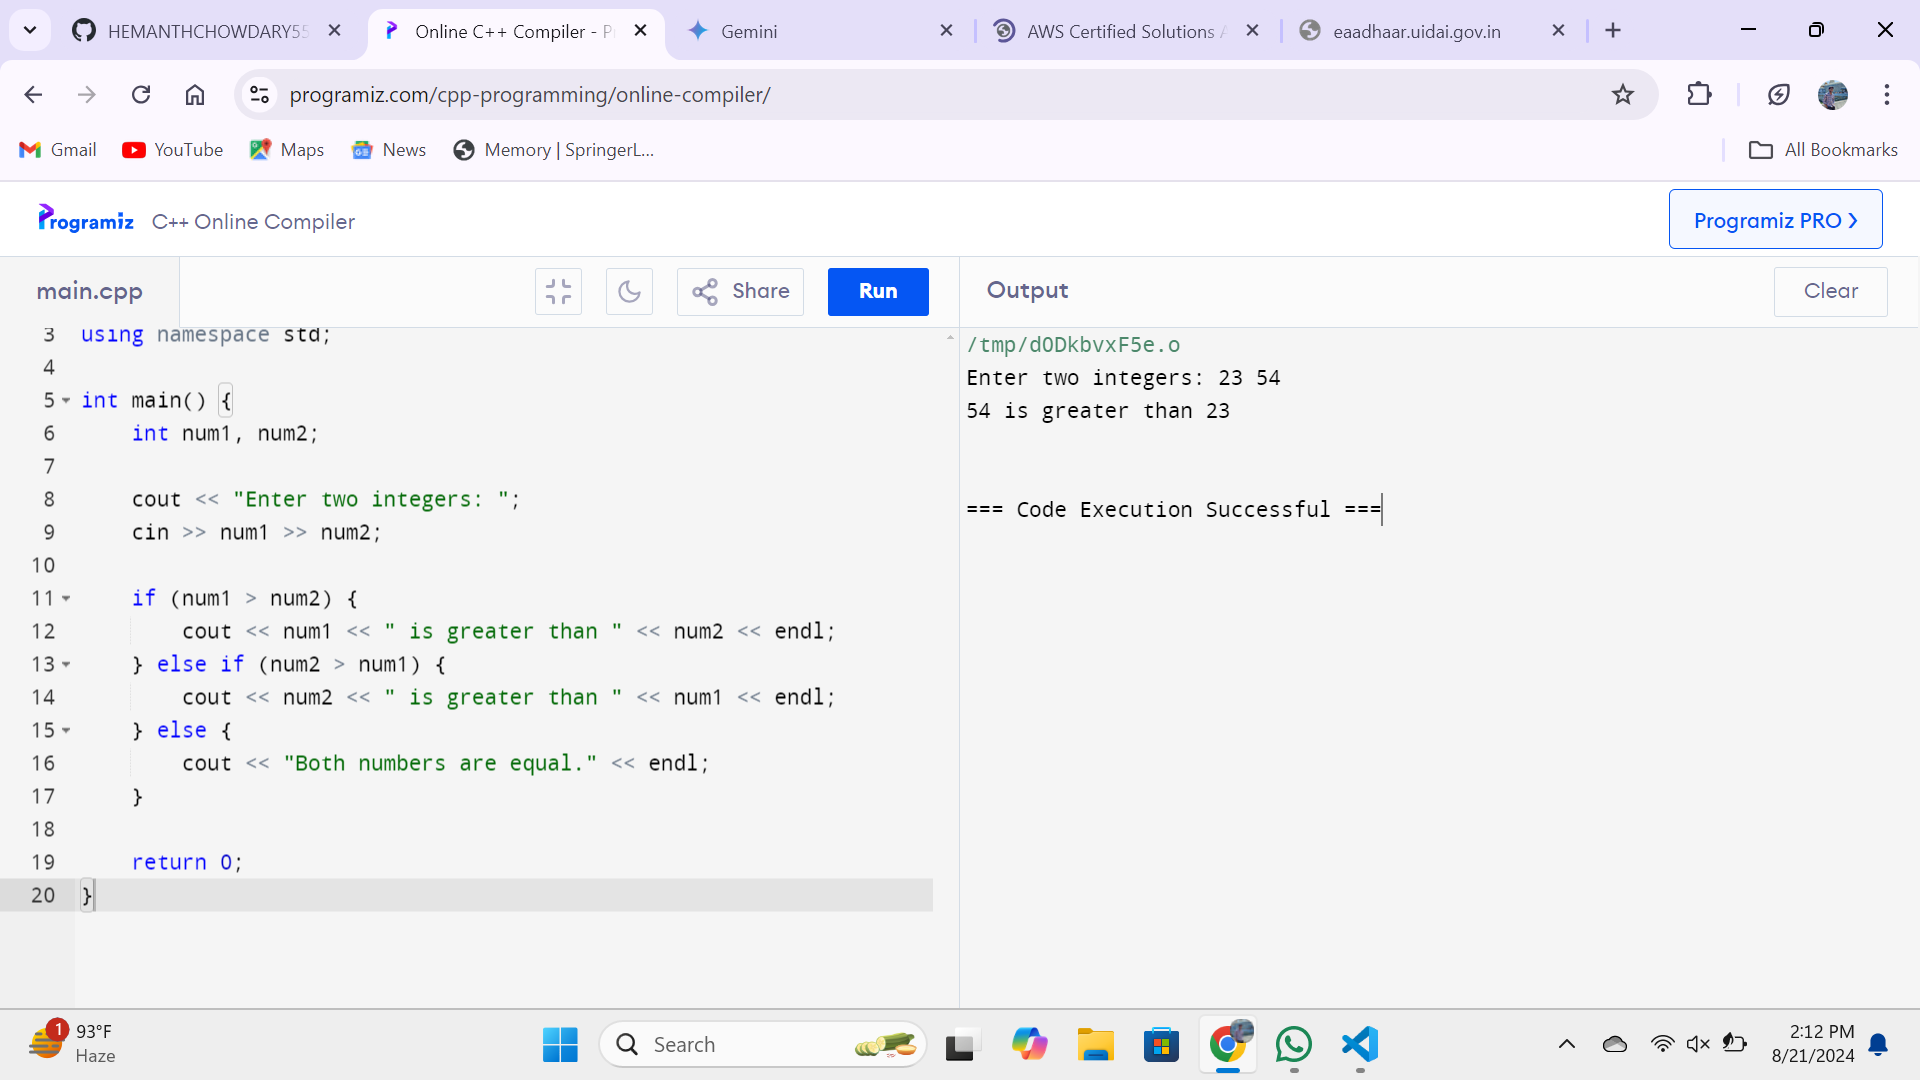 HEMANTHCHOWDARY55
Online C++ Compiler - P
Gemini
AWS Certified Solutions A
eaadhaar.uidai.gov.in
programiz.com/cpp-programming/online-compiler/
Gmail
YouTube
Maps
News
Memory | SpringerL...
All Bookmarks
Programiz
C++ Online Compiler
Programiz PRO
main.cpp
Share
Run
Output
Clear
3 using namespace std;
4
5 int main() {
6     int num1, num2;
7
8     cout << "Enter two integers: ";
9     cin >> num1 >> num2;
10
11     if (num1 > num2) {
12         cout << num1 << " is greater than " << num2 << endl;
13     } else if (num2 > num1) {
14         cout << num2 << " is greater than " << num1 << endl;
15     } else {
16         cout << "Both numbers are equal." << endl;
17     }
18
19     return 0;
20 }
/tmp/dODkbvxF5e.o
Enter two integers: 23 54
54 is greater than 23
=== Code Execution Successful ===
1
93°F
Haze
Search
2:12 PM
8/21/2024